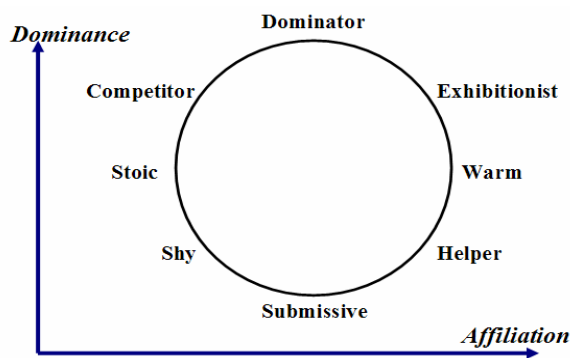 Dominator
Dominance
Competitor
Exhibitionist
Stoic
Warm
Shy
Helper
Submissive
Affiliation